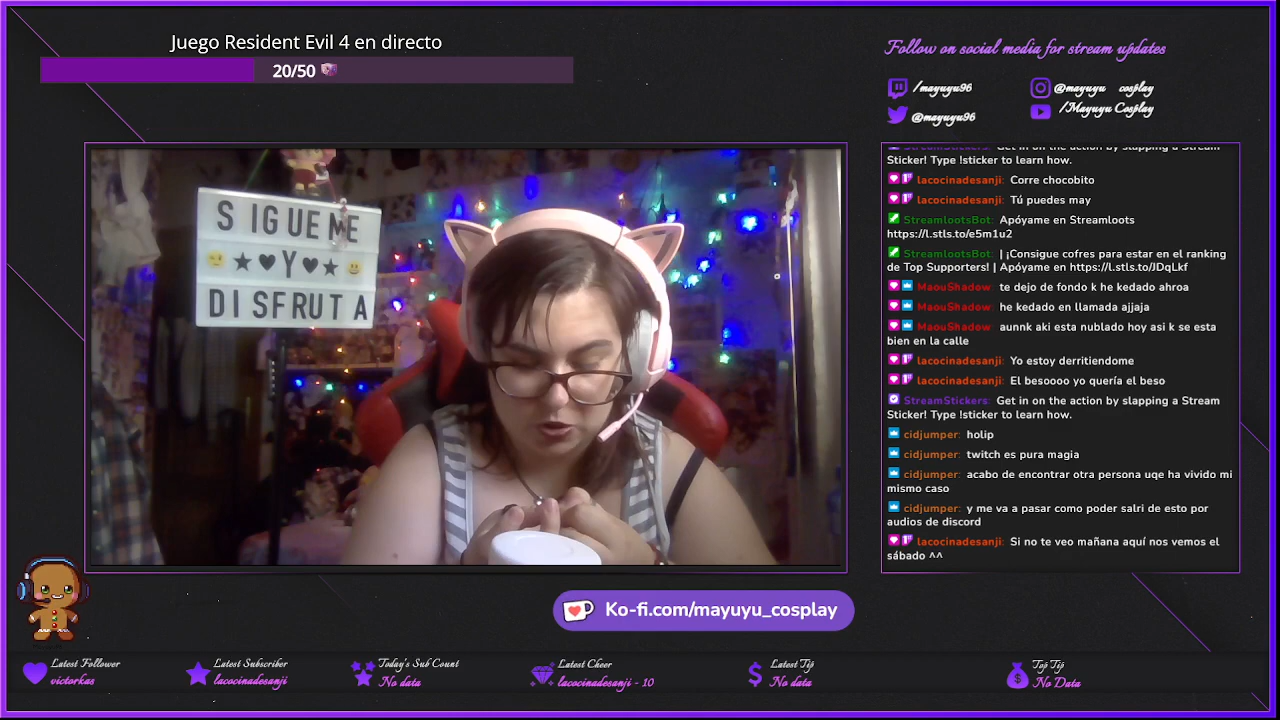 Juego Resident Evil 4 en directo
20/50
Follow on social media for stream updates
/mayuyu96
@mayuyu cosplay
@mayuyu96
/Mayuyu Cosplay
SIGUEME
Y
DISFRUTA
StreamStickers: Get in on the action by slapping a Stream
Sticker! Type !sticker to learn how.
lacocinadesanji: Corre chocobito
lacocinadesanji: Tú puedes may
StreamlootsBot: Apóyame en Streamloots
https://l.stls.to/e5m1u2
StreamlootsBot: | ¡Consigue cofres para estar en el ranking
de Top Supporters! | Apóyame en https://l.stls.to/JDqLkf
MaouShadow: te dejo de fondo k he kedado ahroa
MaouShadow: he kedado en llamada ajjaja
MaouShadow: aunnk aki esta nublado hoy asi k se esta
bien en la calle
lacocinadesanji: Yo estoy derritiendome
lacocinadesanji: El besoooo yo quería el beso
StreamStickers: Get in on the action by slapping a Stream
Sticker! Type !sticker to learn how.
cidjumper: holip
cidjumper: twitch es pura magia
cidjumper: acabo de encontrar otra persona uqe ha vivido mi
mismo caso
cidjumper: y me va a pasar como poder salri de esto por
audios de discord
lacocinadesanji: Si no te veo mañana aquí nos vemos el
sábado ^^
Ko-fi.com/mayuyu_cosplay
Latest Follower
victorkas
Latest Subscriber
lacocinadesanji
Today's Sub Count
No data
Latest Cheer
lacocinadesanji - 10
Latest Tip
No data
Top Tip
No Data